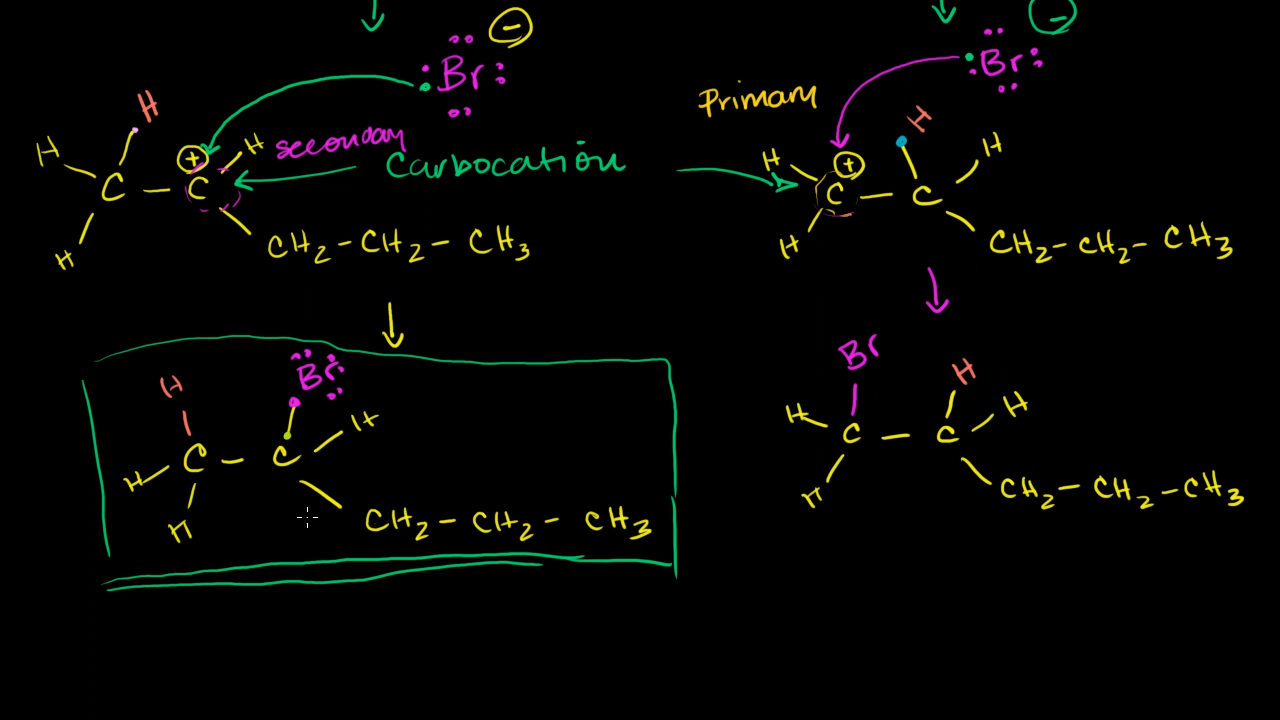 −
−
:Br:
:Br:
Primary
H
H
H
+
H
secondary
Carbocation
H
+
H
C − C
C − C
H
CH2 − CH2 − CH3
H
CH2 − CH2 − CH3
Br
Br
H
H
H
H
H
C − C
C − C
H
H
H
CH2 − CH2 − CH3
CH2 − CH2 − CH3